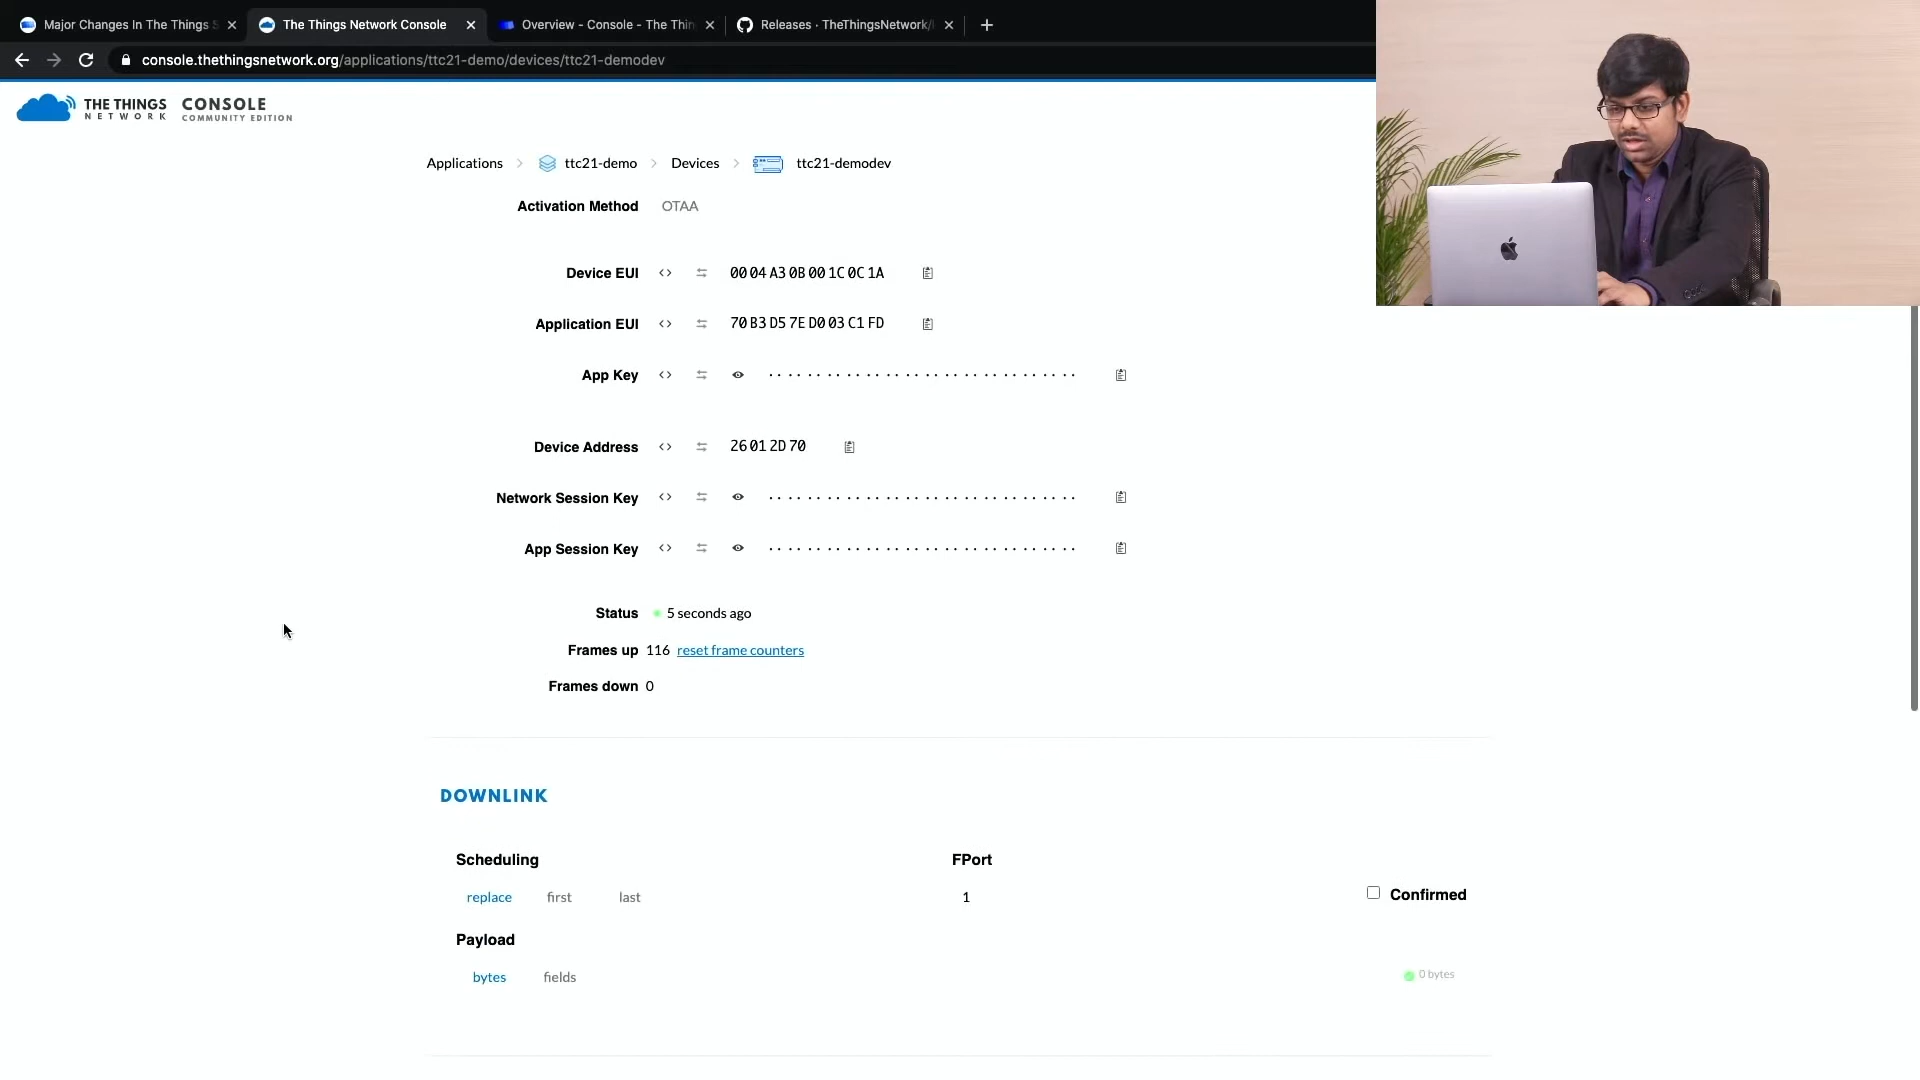 Major Changes In The Things S
The Things Network Console
Overview - Console - The Thin
Releases · TheThingsNetwork/
console.thethingsnetwork.org/applications/ttc21-demo/devices/ttc21-demodev
THE THINGS NETWORK
CONSOLE COMMUNITY EDITION
Applications > ttc21-demo > Devices > ttc21-demodev
Activation Method OTAA
Device EUI <> 00 04 A3 0B 00 1C 0C 1A
Application EUI <> 70 B3 D5 7E D0 03 C1 FD
App Key <> ································
Device Address <> 26 01 2D 70
Network Session Key <> ································
App Session Key <> ································
Status 5 seconds ago
Frames up 116 reset frame counters
Frames down 0
DOWNLINK
Scheduling FPort
replace first last 1 Confirmed
Payload
bytes fields 0 bytes